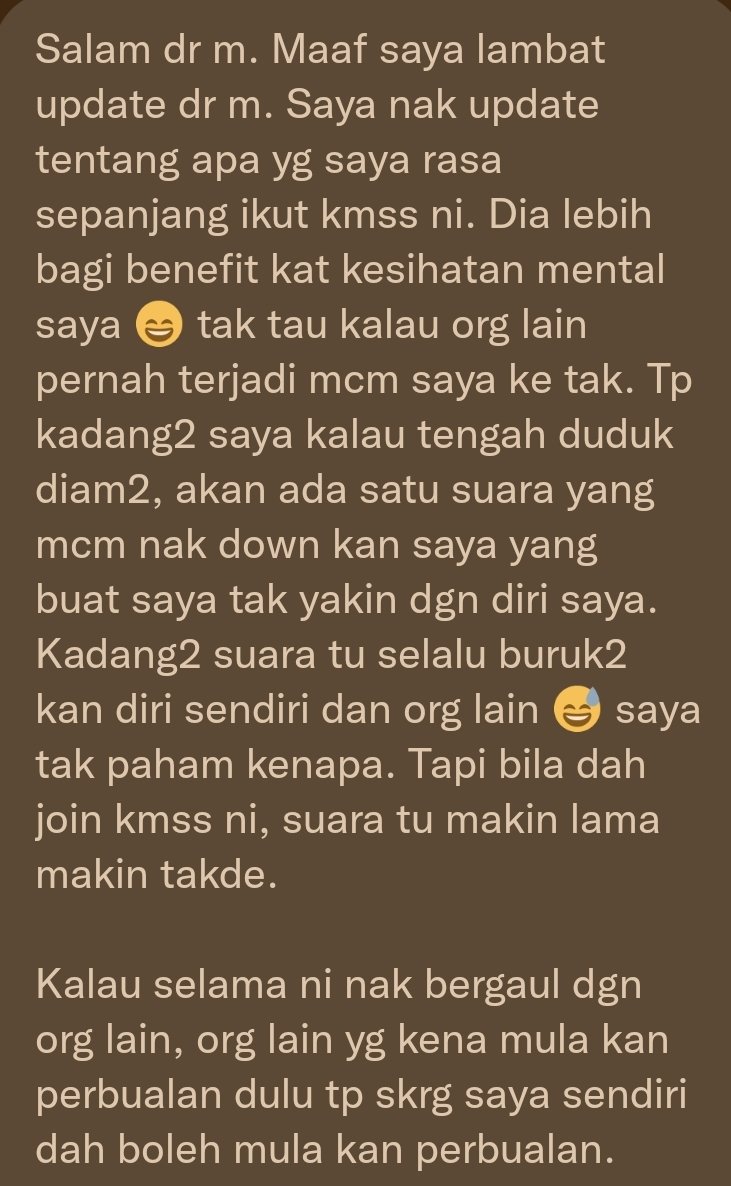 Salam dr m. Maaf saya lambat
update dr m. Saya nak update
tentang apa yg saya rasa
sepanjang ikut kmss ni. Dia lebih
bagi benefit kat kesihatan mental
saya 😄 tak tau kalau org lain
pernah terjadi mcm saya ke tak. Tp
kadang2 saya kalau tengah duduk
diam2, akan ada satu suara yang
mcm nak down kan saya yang
buat saya tak yakin dgn diri saya.
Kadang2 suara tu selalu buruk2
kan diri sendiri dan org lain 😅 saya
tak paham kenapa. Tapi bila dah
join kmss ni, suara tu makin lama
makin takde.
Kalau selama ni nak bergaul dgn
org lain, org lain yg kena mula kan
perbualan dulu tp skrg saya sendiri
dah boleh mula kan perbualan.